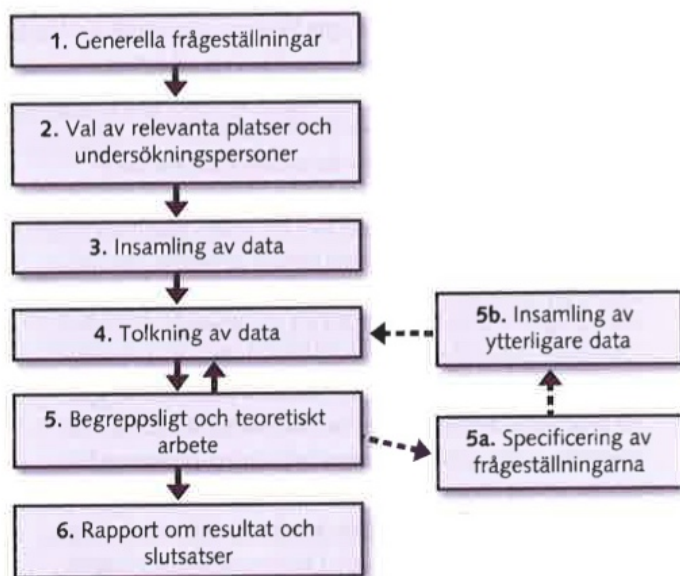 1. Generella frågeställningar
2. Val av relevanta platser och
undersökningspersoner
3. Insamling av data
4. Tolkning av data
5b. Insamling av
ytterligare data
5. Begreppsligt och teoretiskt
arbete
5a. Specificering av
frågeställningarna
6. Rapport om resultat och
slutsatser